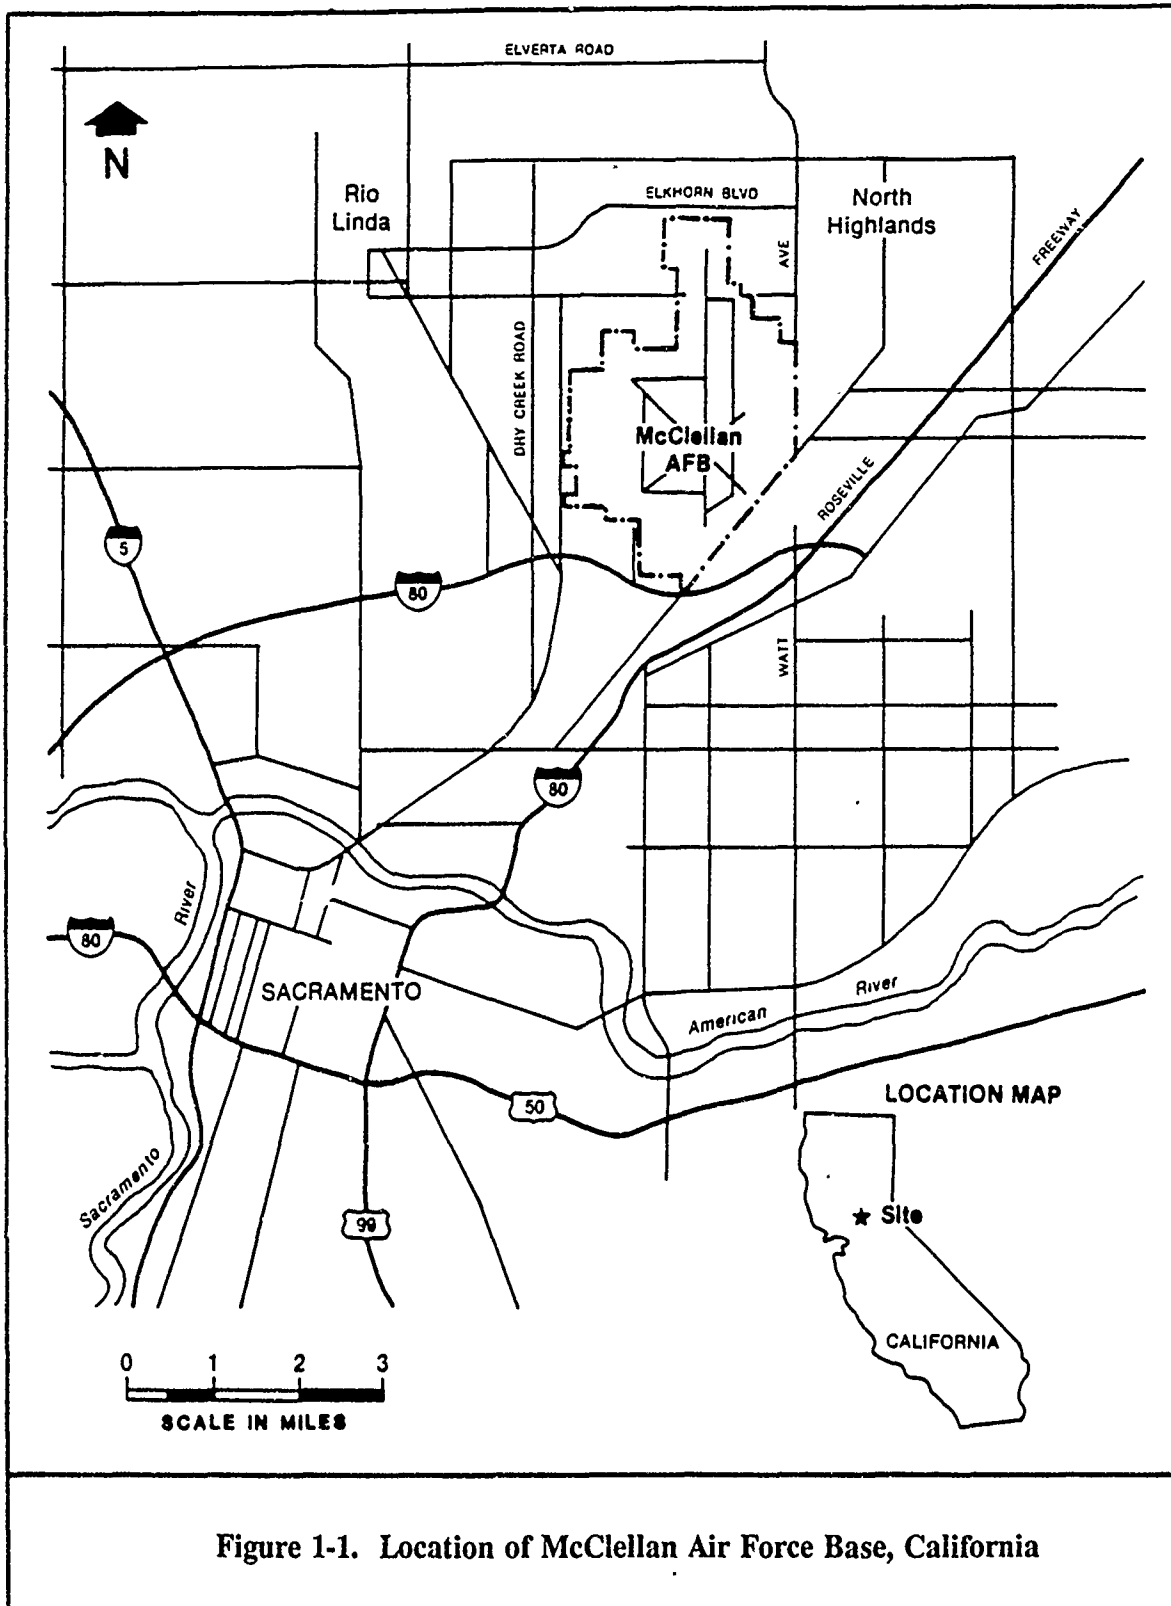 ELVERTA ROAD
N
Rio
Linda
ELKHORN BLVD
North
Highlands
AVE
FREEWAY
DRY CREEK ROAD
McClellan
AFB
ROSEVILLE
5
80
WATT
80
River
80
SACRAMENTO
River
American
50
LOCATION MAP
Sacramento
99
Site
CALIFORNIA
0 1 2 3
SCALE IN MILES
Figure 1-1. Location of McClellan Air Force Base, California